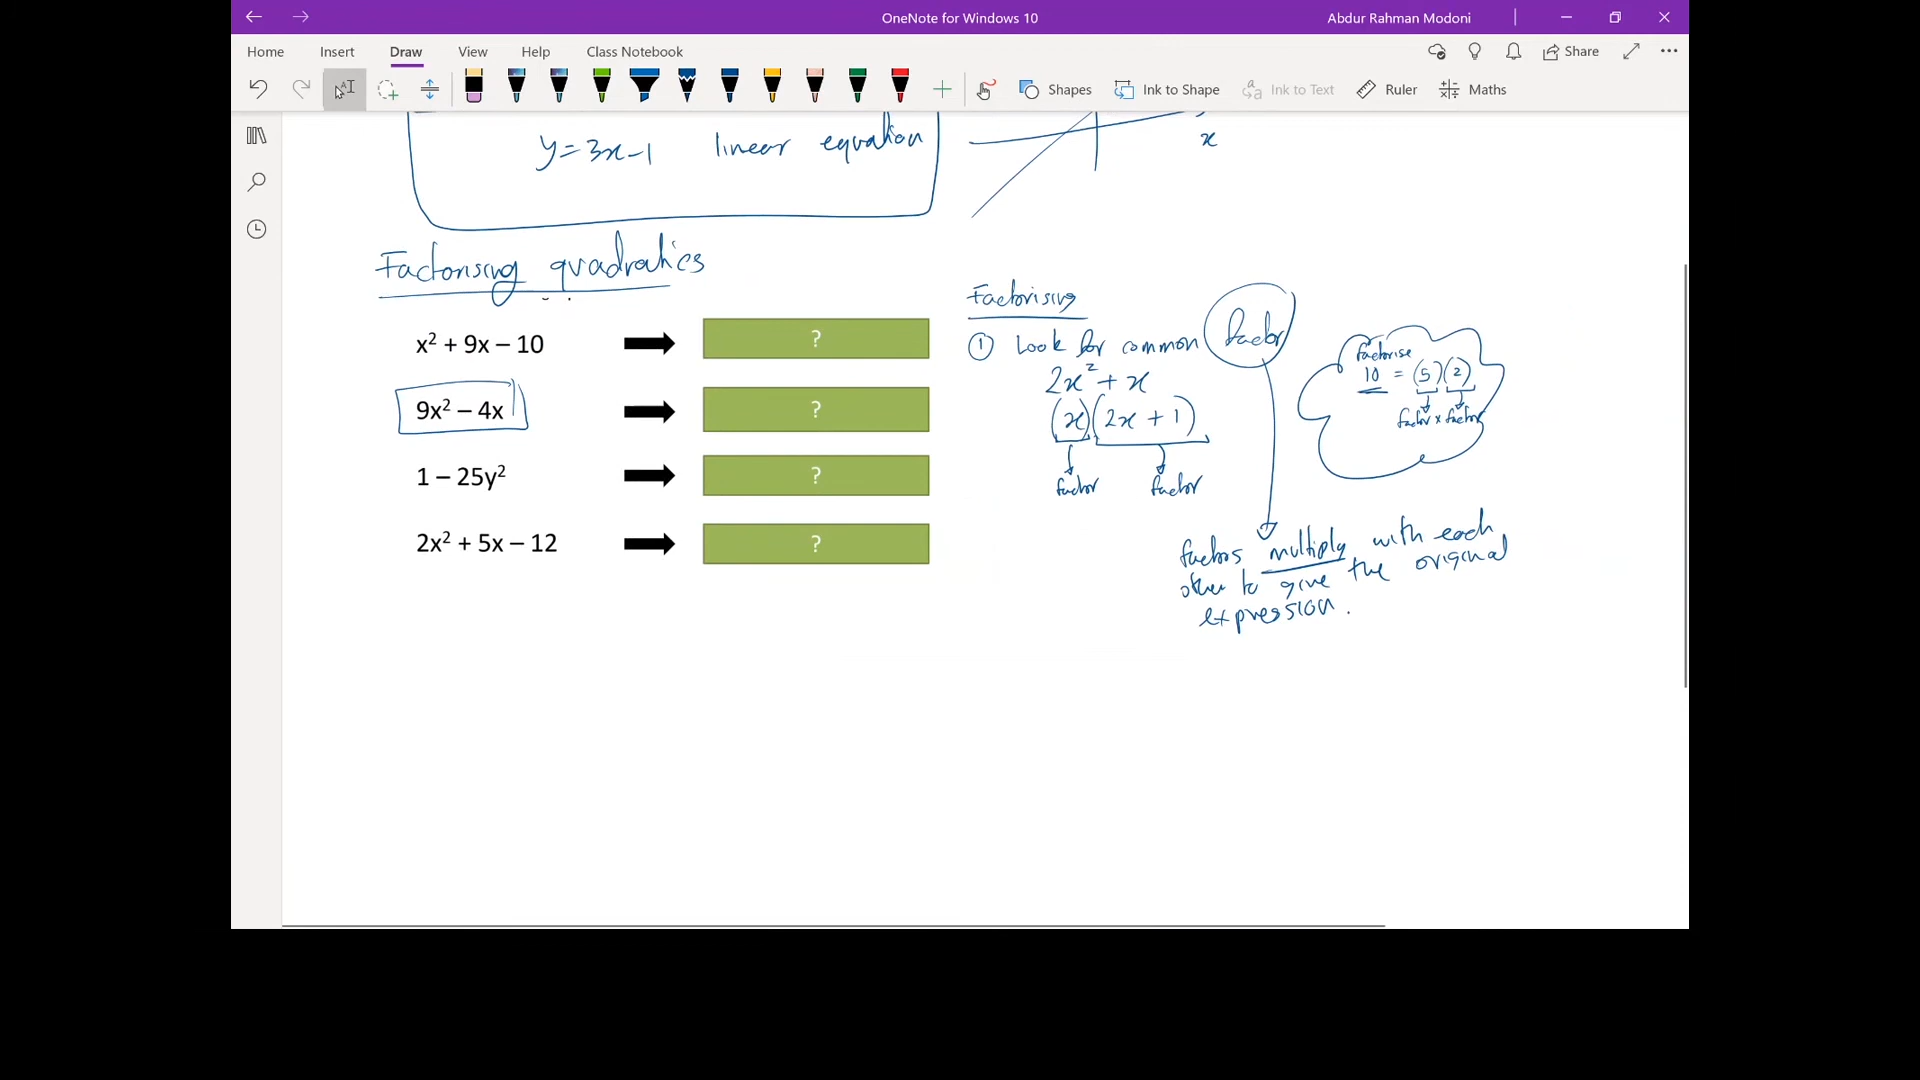 OneNote for Windows 10
Abdur Rahman Modoni
Home Insert Draw View Help Class Notebook
Share
Shapes Ink to Shape Ink to Text Ruler Maths
y = 3x - 1 linear equation
x
Factorising quadratics
x² + 9x – 10 ?
9x² – 4x ?
1 – 25y² ?
2x² + 5x – 12 ?
Factorising
① Look for common factor
2x² + x
(x)(2x + 1)
factor factor
factorise
10 = (5)(2)
factor x factor
factors multiply with each
other to give the original
expression.